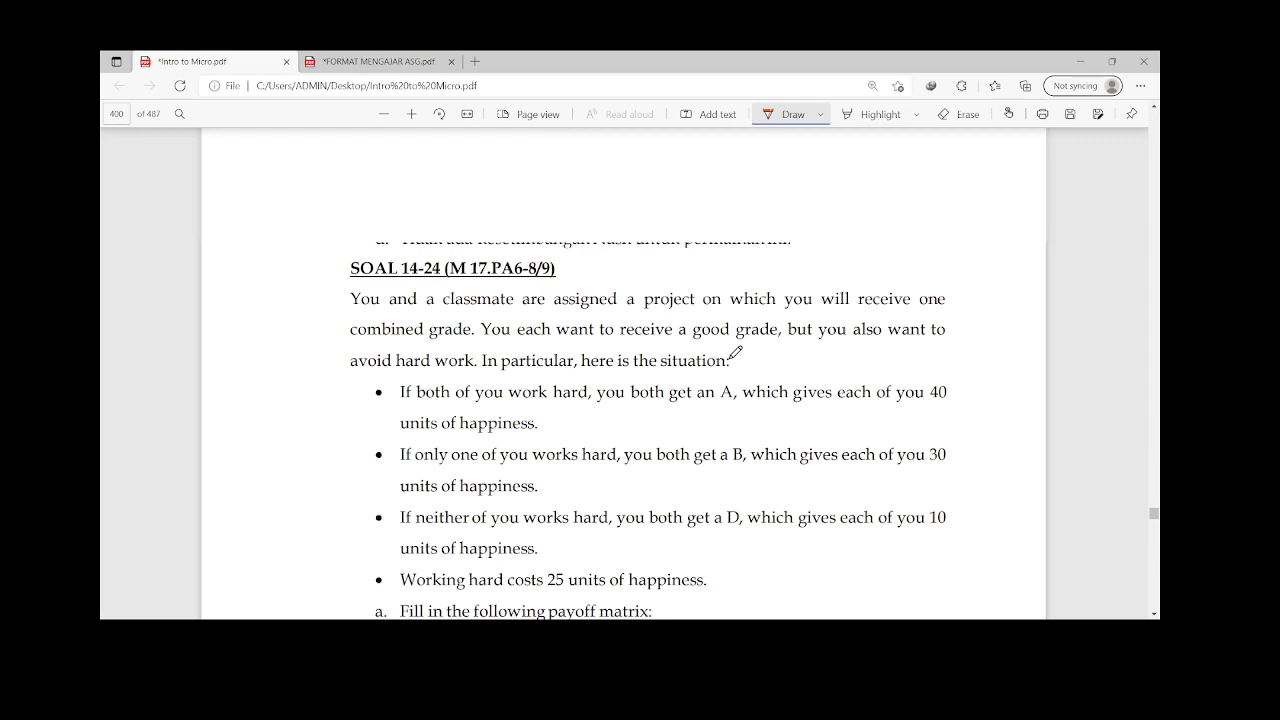 *Intro to Micro.pdf
*FORMAT MENGAJAR ASG.pdf
File
C:/Users/ADMIN/Desktop/Intro%20to%20Micro.pdf
Not syncing
400 of 487
Page view
Read aloud
Add text
Draw
Highlight
Erase
SOAL 14-24 (M 17.PA6-8/9)
You and a classmate are assigned a project on which you will receive one
combined grade. You each want to receive a good grade, but you also want to
avoid hard work. In particular, here is the situation:
• If both of you work hard, you both get an A, which gives each of you 40
units of happiness.
• If only one of you works hard, you both get a B, which gives each of you 30
units of happiness.
• If neither of you works hard, you both get a D, which gives each of you 10
units of happiness.
• Working hard costs 25 units of happiness.
a. Fill in the following payoff matrix: